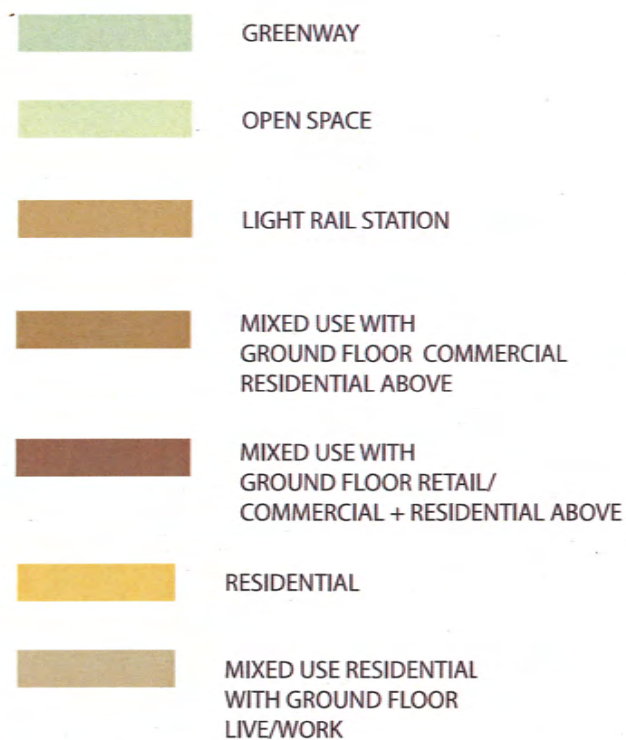 GREENWAY
OPEN SPACE
LIGHT RAIL STATION
MIXED USE WITH
GROUND FLOOR COMMERCIAL
RESIDENTIAL ABOVE
MIXED USE WITH
GROUND FLOOR RETAIL/
COMMERCIAL + RESIDENTIAL ABOVE
RESIDENTIAL
MIXED USE RESIDENTIAL
WITH GROUND FLOOR
LIVE/WORK